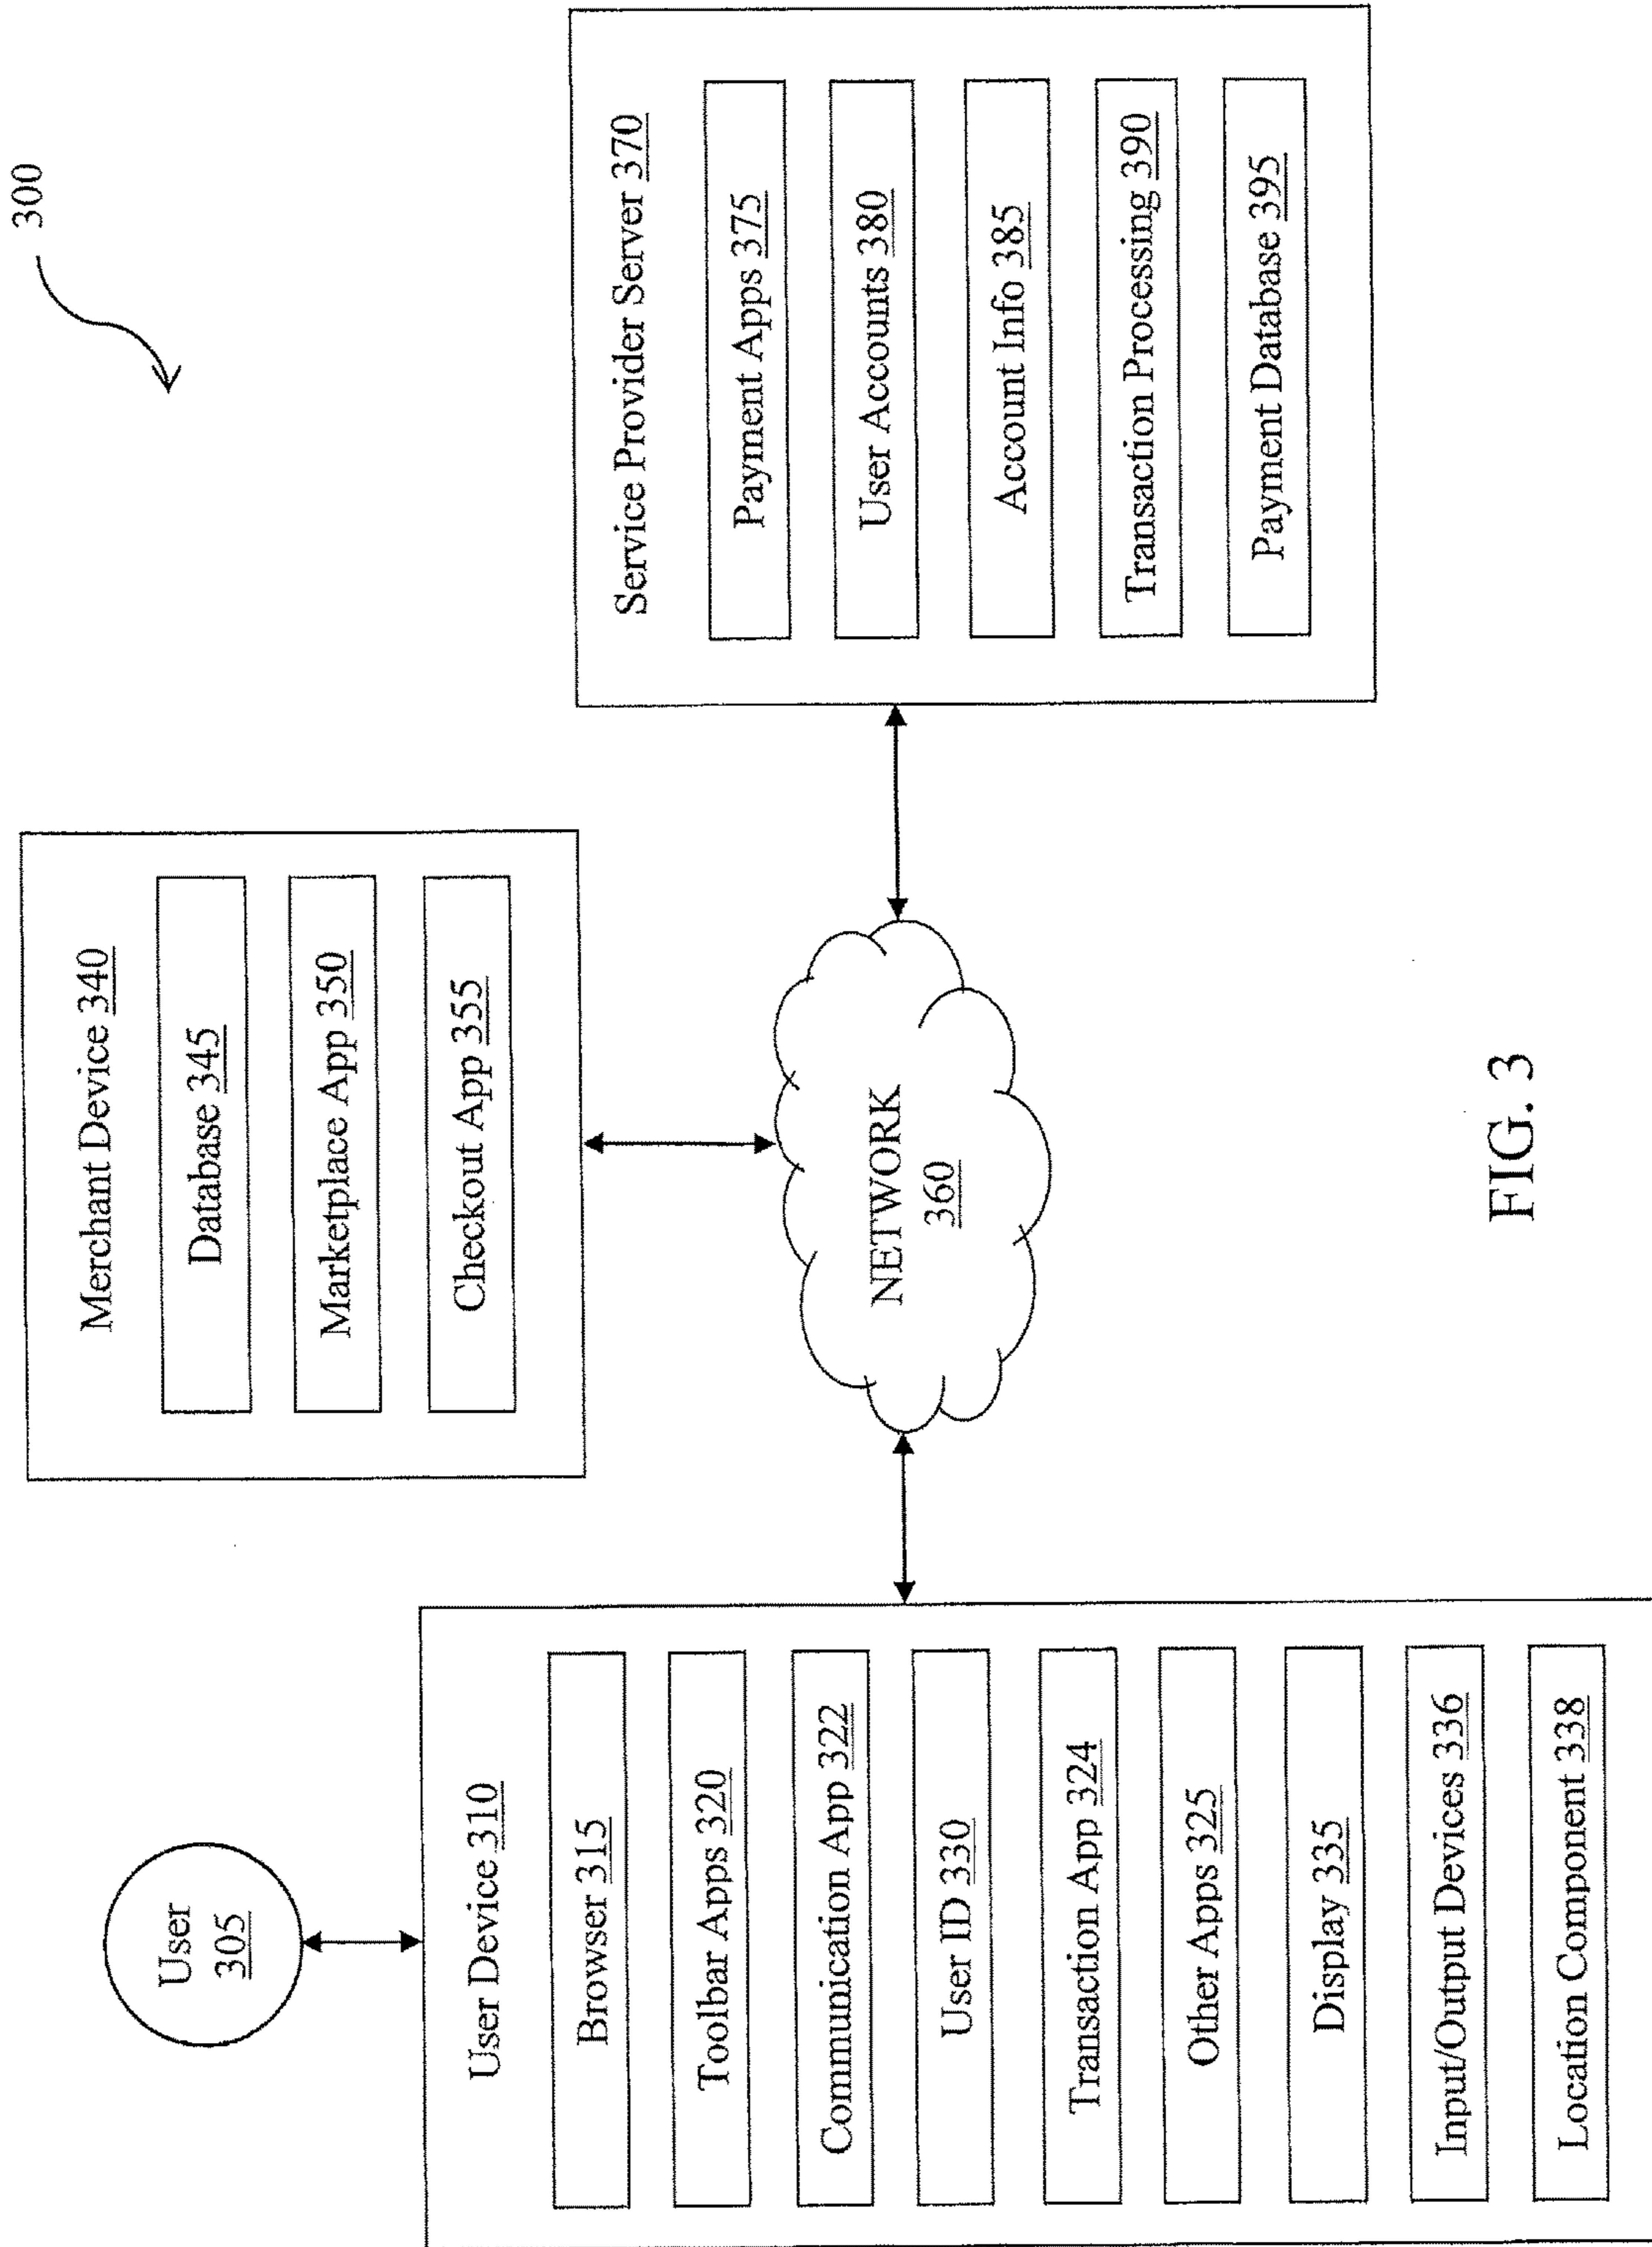 300
User
305
User Device 310
Browser 315
Toolbar Apps 320
Communication App 322
User ID 330
Transaction App 324
Other Apps 325
Display 335
Input/Output Devices 336
Location Component 338
Merchant Device 340
Database 345
Marketplace App 350
Checkout App 355
NETWORK
360
Service Provider Server 370
Payment Apps 375
User Accounts 380
Account Info 385
Transaction Processing 390
Payment Database 395
FIG. 3